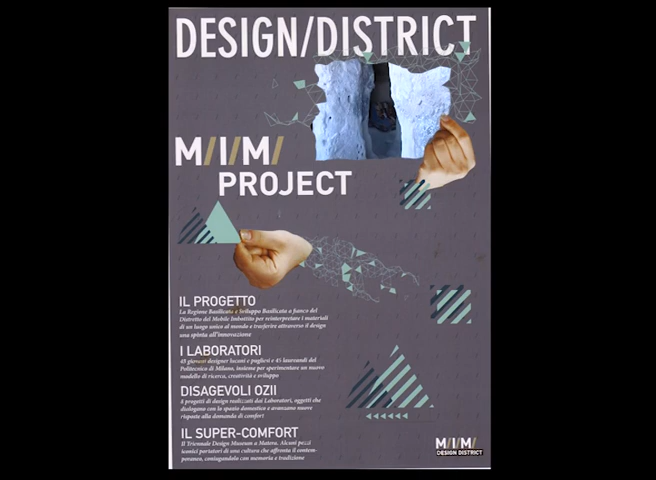 DESIGN/DISTRICT
M/I/M/
PROJECT
IL PROGETTO
La Regione Basilicata e Sviluppo Basilicata a fianco del
Distretto del Mobile Imbottito per reinterpretare i materiali
di un luogo unico al mondo e trasferire attraverso il design
una spinta all'innovazione
I LABORATORI
45 giovani designer lucani e pugliesi e 45 laureandi del
Politecnico di Milano, insieme per sperimentare un nuovo
modello di ricerca, creatività e sviluppo
DISAGEVOLI OZII
6 progetti di design realizzati dai Laboratori, oggetti che
dialogano con lo spazio domestico e avanzano nuove
risposte alla domanda di comfort
IL SUPER-COMFORT
Il Triennale Design Museum a Matera. Alcuni pezzi
iconici portatori di una cultura che affronta il contem-
poraneo, coniugandolo con memoria e tradizione
M/I/M/
DESIGN DISTRICT